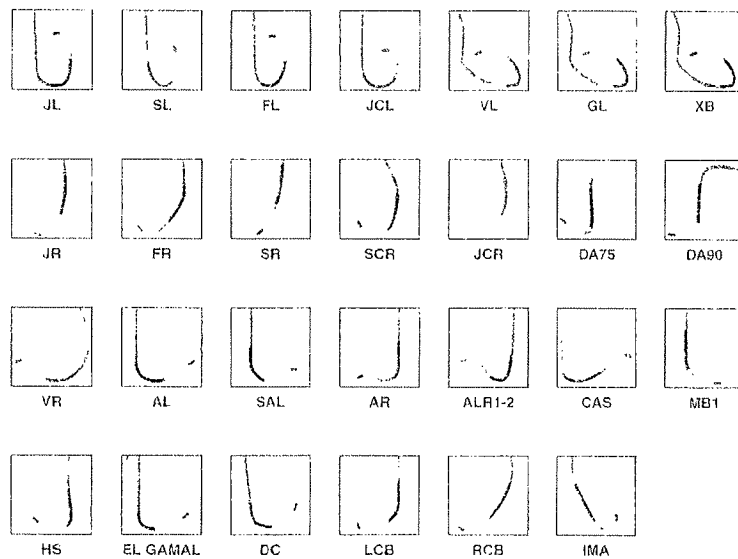 JL SL FL JCL VL GL XB
JR FR SR SCR JCR DA75 DA90
VR AL SAL AR ALR1-2 CAS MB1
HS EL GAMAL DC LCB RCB IMA